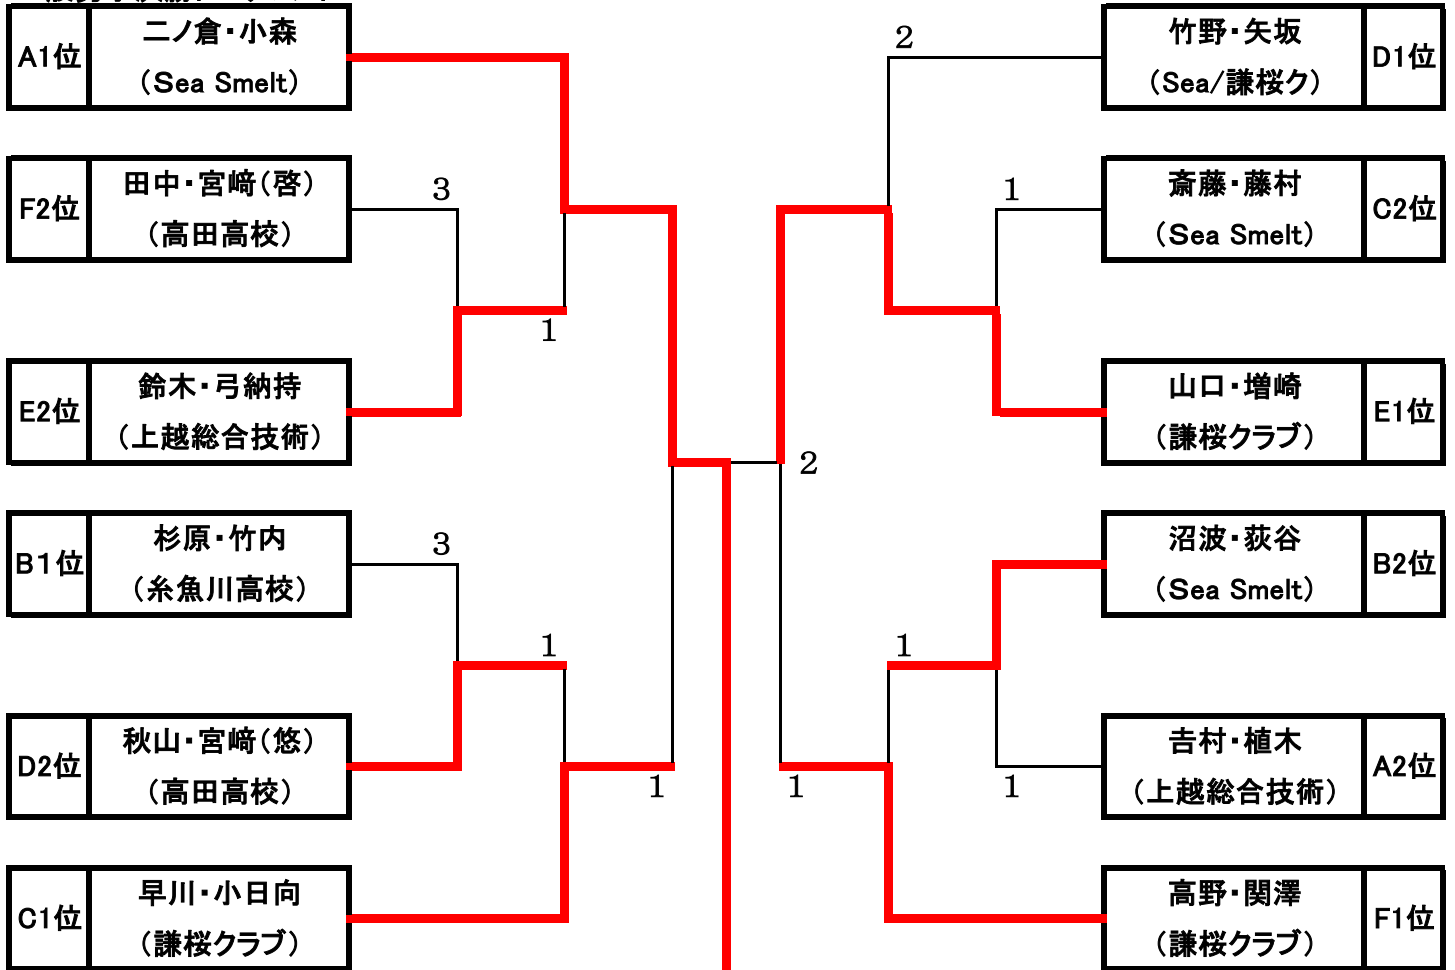 A1位
二ノ倉・小森
（Sea Smelt）
F2位
田中・宮﨑（啓）
（高田高校）
3
1
E2位
鈴木・弓納持
（上越総合技術）
B1位
杉原・竹内
（糸魚川高校）
3
1
D2位
秋山・宮﨑（悠）
（高田高校）
1
C1位
早川・小日向
（謙桜クラブ）
2
竹野・矢坂
（Sea/謙桜ク）
D1位
1
斎藤・藤村
（Sea Smelt）
C2位
山口・増崎
（謙桜クラブ）
E1位
2
沼波・荻谷
（Sea Smelt）
B2位
1
𠮷村・植木
（上越総合技術）
A2位
1
1
高野・関澤
（謙桜クラブ）
F1位